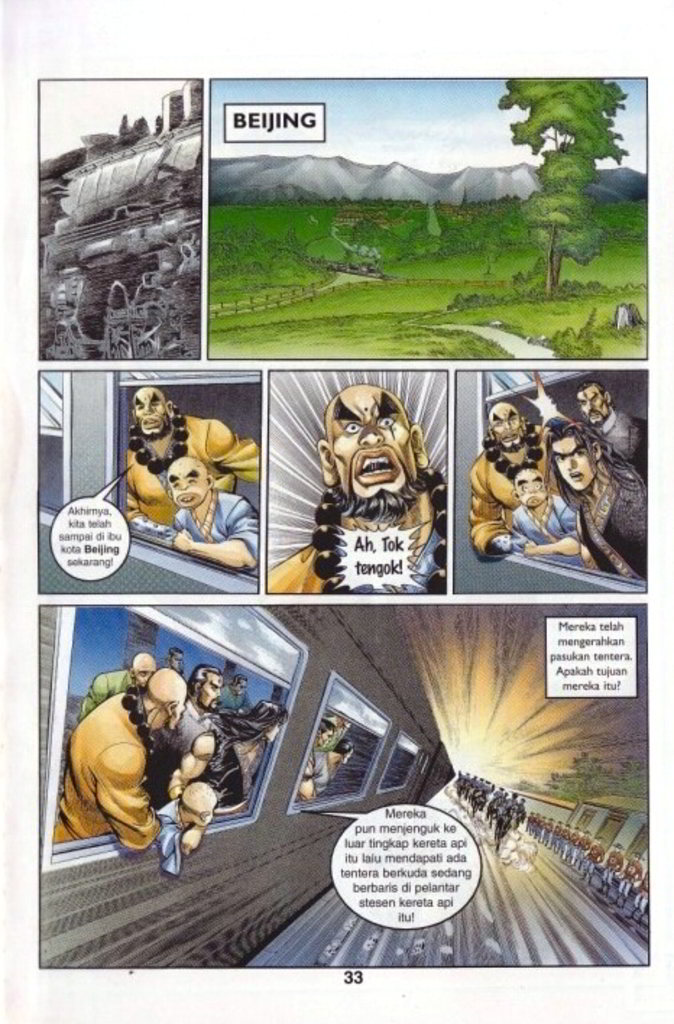 BEIJING
Akhirnya,
kita telah
sampai di ibu
kota Beijing
sekarang!
Ah, Tok
tengok!
Mereka telah
mengerahkan
pasukan tentera.
Apakah tujuan
mereka itu?
Mereka
pun menjenguk ke
luar tingkap kereta api
itu lalu mendapati ada
tentera berkuda sedang
berbaris di pelantar
stesen kereta api
itu!
33